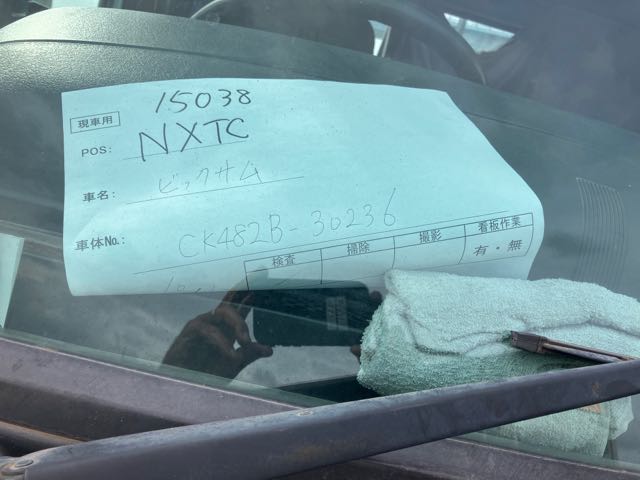 15038
現車用
POS: NXTC
車名: ビックサム
車体No.: CK482B-30236
検査 掃除 撮影 看板作業
有・無